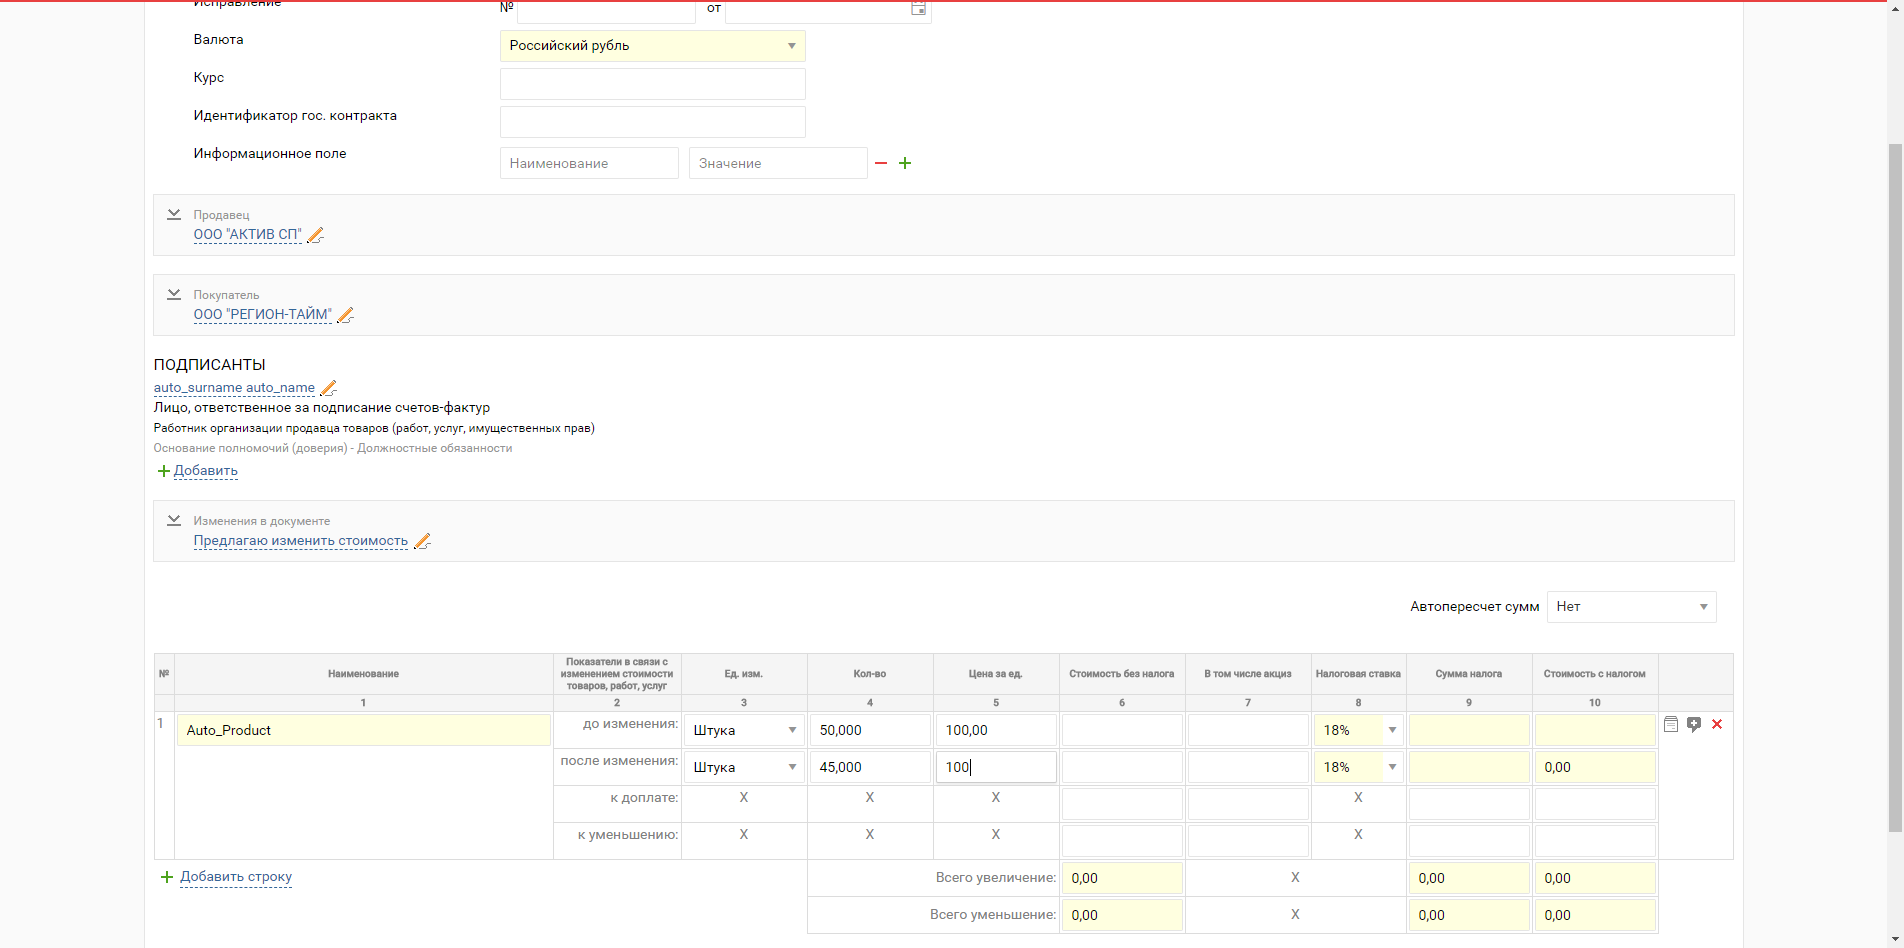 Исправление № от
Валюта Российский рубль
Курс
Идентификатор гос. контракта
Информационное поле Наименование Значение
Продавец
ООО "АКТИВ СП"
Покупатель
ООО "РЕГИОН-ТАЙМ"
ПОДПИСАНТЫ
auto_surname auto_name
Лицо, ответственное за подписание счетов-фактур
Работник организации продавца товаров (работ, услуг, имущественных прав)
Основание полномочий (доверия) - Должностные обязанности
Добавить
Изменения в документе
Предлагаю изменить стоимость
Автопересчет сумм Нет
№ Наименование Показатели в связи с изменением стоимости товаров, работ, услуг Ед. изм. Кол-во Цена за ед. Стоимость без налога В том числе акциз Налоговая ставка Сумма налога Стоимость с налогом
1 2 3 4 5 6 7 8 9 10
1 Auto_Product до изменения: Штука 50,000 100,00 18%
после изменения: Штука 45,000 100 18% 0,00
к доплате: X X X X
к уменьшению: X X X X
Добавить строку Всего увеличение: 0,00 X 0,00 0,00
Всего уменьшение: 0,00 X 0,00 0,00